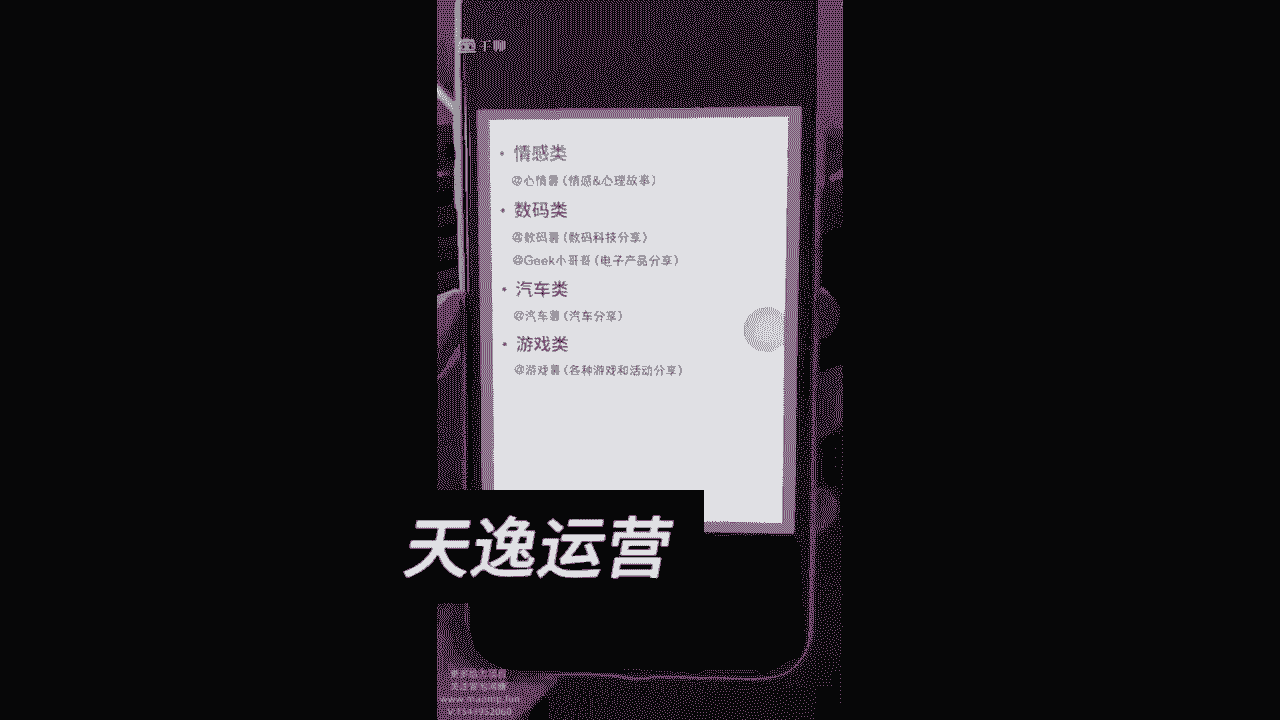 千聊
• 情感类
@心情薯（情感&心理故事）
• 数码类
@数码薯（数码科技分享）
@Geek小哥哥（电子产品分享）
• 汽车类
@汽车薯（汽车分享）
• 游戏类
@游戏薯（各种游戏和活动分享）
天逸运营